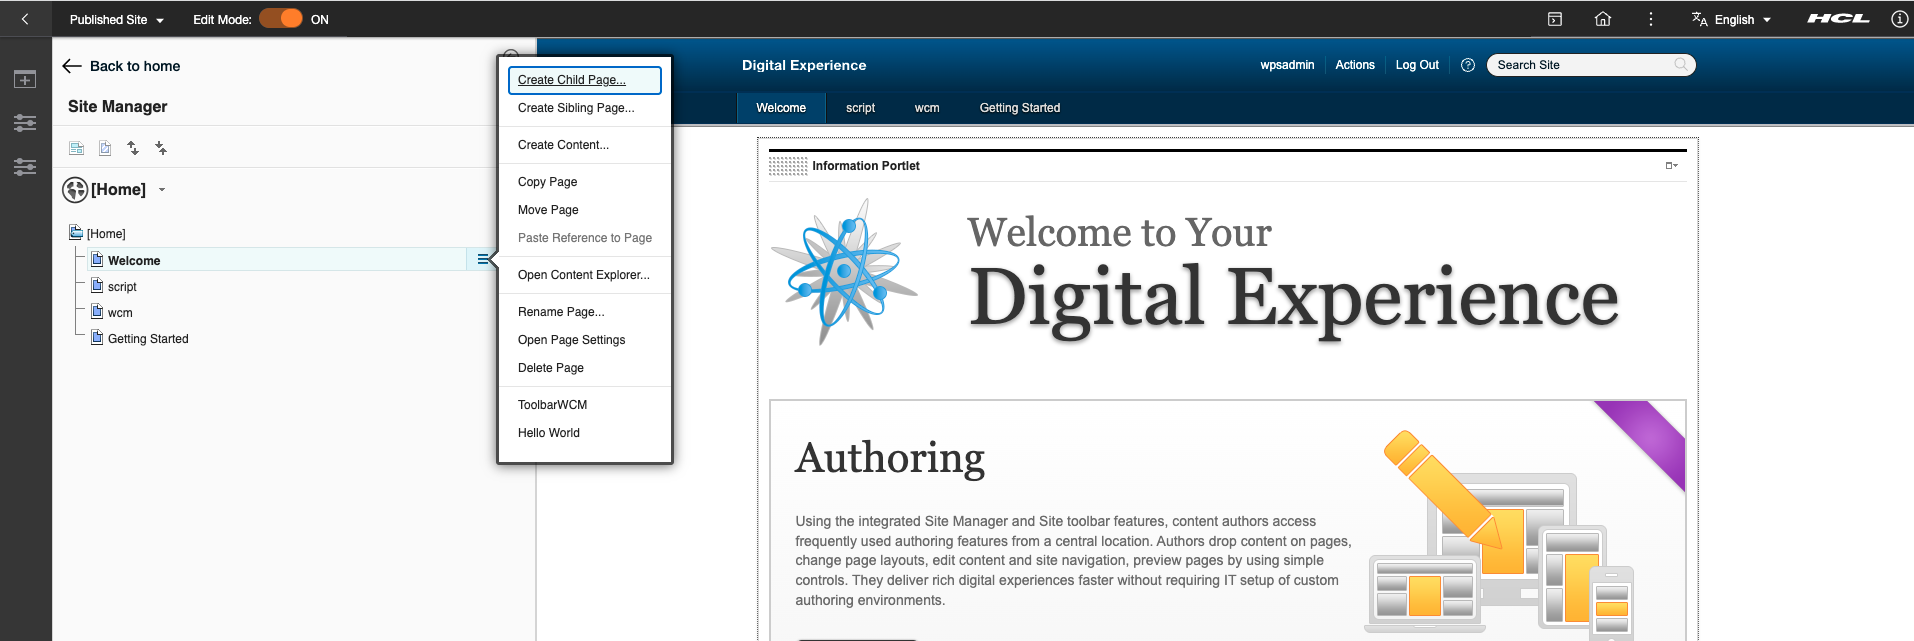 Published Site
Edit Mode: ON
English
HCL
Back to home
Site Manager
[Home]
[Home]
Welcome
script
wcm
Getting Started
Create Child Page...
Create Sibling Page...
Create Content...
Copy Page
Move Page
Paste Reference to Page
Open Content Explorer...
Rename Page...
Open Page Settings
Delete Page
ToolbarWCM
Hello World
Digital Experience
wpsadmin
Actions
Log Out
Search Site
Welcome
script
wcm
Getting Started
Information Portlet
Welcome to Your
Digital Experience
Authoring
Using the integrated Site Manager and Site toolbar features, content authors access
frequently used authoring features from a central location. Authors drop content on pages,
change page layouts, edit content and site navigation, preview pages by using simple
controls. They deliver rich digital experiences faster without requiring IT setup of custom
authoring environments.